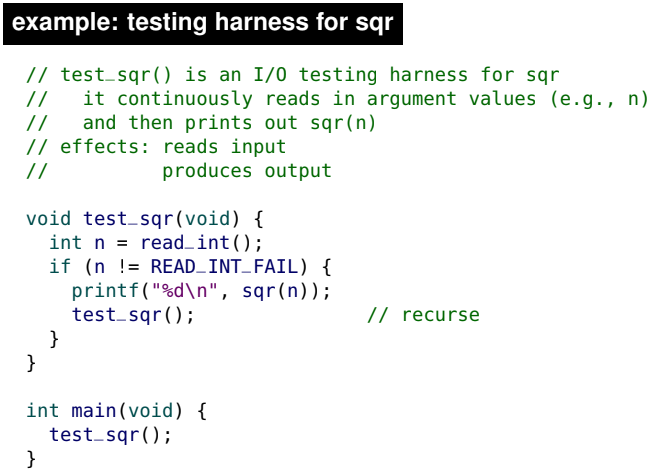 example: testing harness for sqr
// test_sqr() is an I/O testing harness for sqr
//   it continuously reads in argument values (e.g., n)
//   and then prints out sqr(n)
// effects: reads input
//          produces output
void test_sqr(void) {
  int n = read_int();
  if (n != READ_INT_FAIL) {
    printf("%d\n", sqr(n));
    test_sqr();               // recurse
  }
}
int main(void) {
  test_sqr();
}